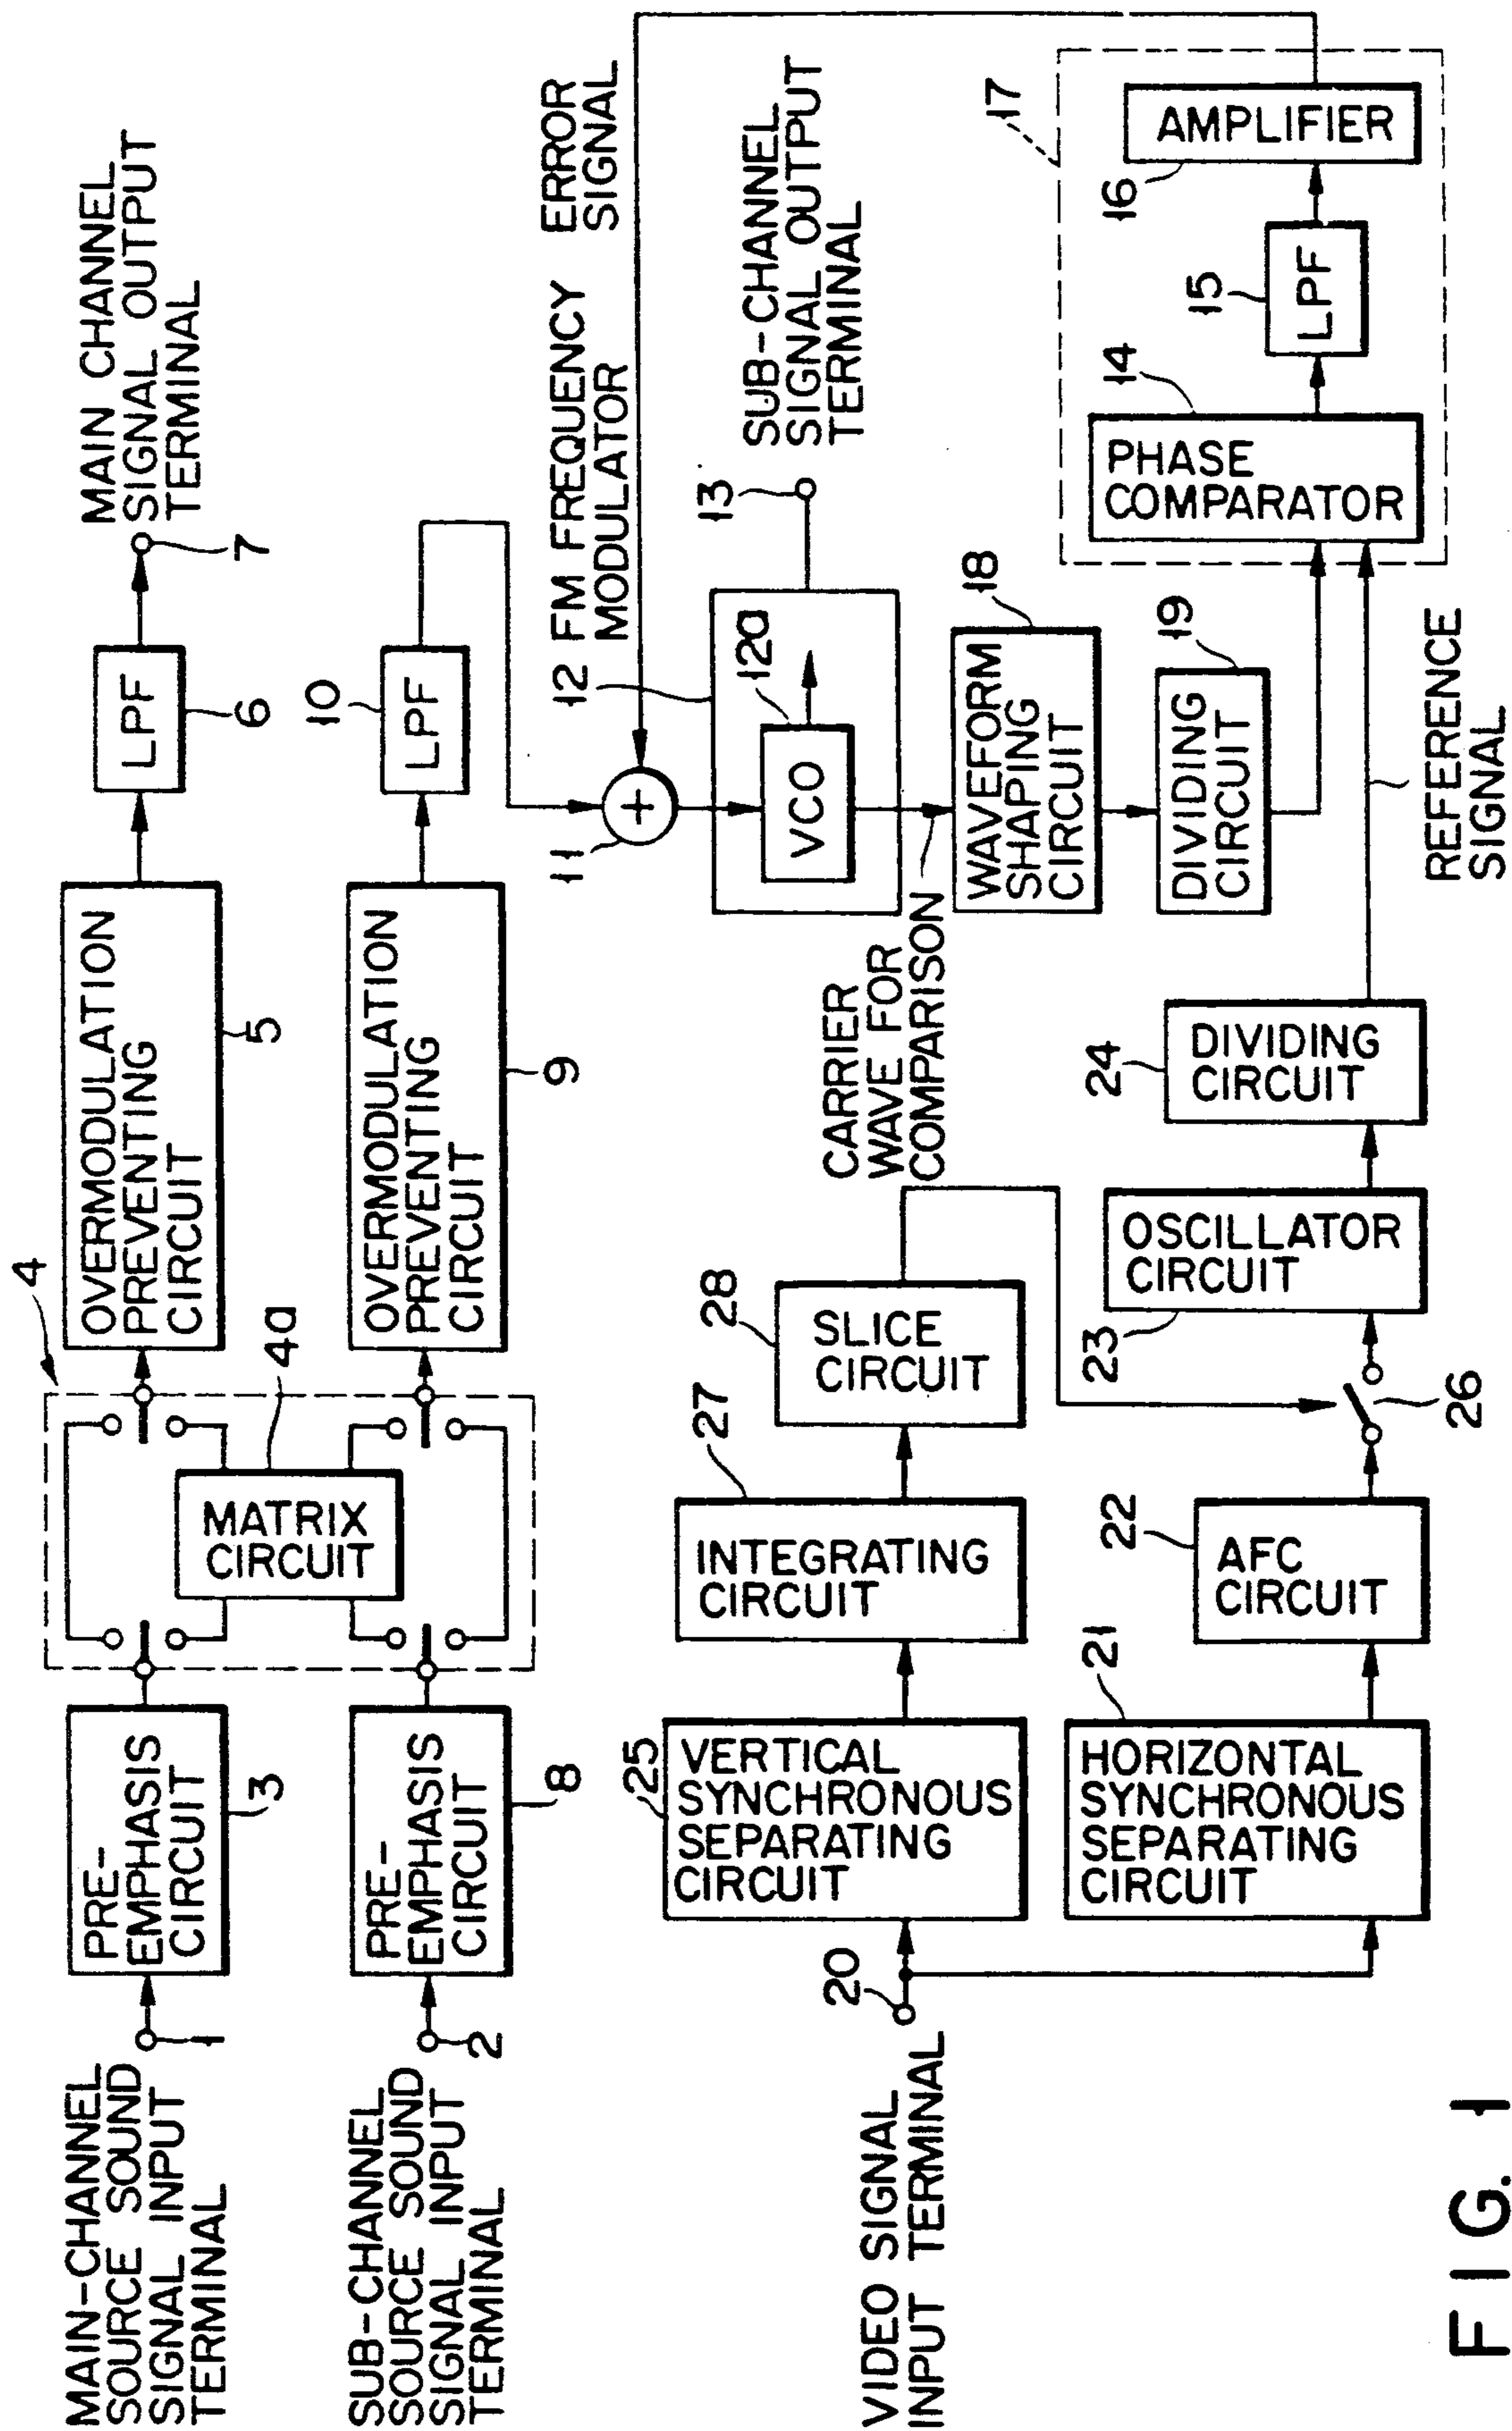 MAIN-CHANNEL
SOURCE SOUND
SIGNAL INPUT
TERMINAL
1
PRE-
EMPHASIS
CIRCUIT
3
4
MATRIX
CIRCUIT
4a
OVERMODULATION
PREVENTING
CIRCUIT
5
LPF
6
7
MAIN CHANNEL
SIGNAL OUTPUT
TERMINAL
SUB-CHANNEL
SOURCE SOUND
SIGNAL INPUT
TERMINAL
2
PRE-
EMPHASIS
CIRCUIT
8
OVERMODULATION
PREVENTING
CIRCUIT
9
LPF
10
11
+
12 FM FREQUENCY
MODULATOR
ERROR
SIGNAL
VCO
12a
13
SUB-CHANNEL
SIGNAL OUTPUT
TERMINAL
CARRIER
WAVE FOR
COMPARISON
WAVEFORM
SHAPING
CIRCUIT
18
DIVIDING
CIRCUIT
19
PHASE
COMPARATOR
14
LPF
15
AMPLIFIER
16
17
VIDEO SIGNAL
INPUT TERMINAL
20
VERTICAL
SYNCHRONOUS
SEPARATING
CIRCUIT
25
INTEGRATING
CIRCUIT
27
SLICE
CIRCUIT
28
HORIZONTAL
SYNCHRONOUS
SEPARATING
CIRCUIT
21
AFC
CIRCUIT
22
26
OSCILLATOR
CIRCUIT
23
DIVIDING
CIRCUIT
24
REFERENCE
SIGNAL
FIG. 1